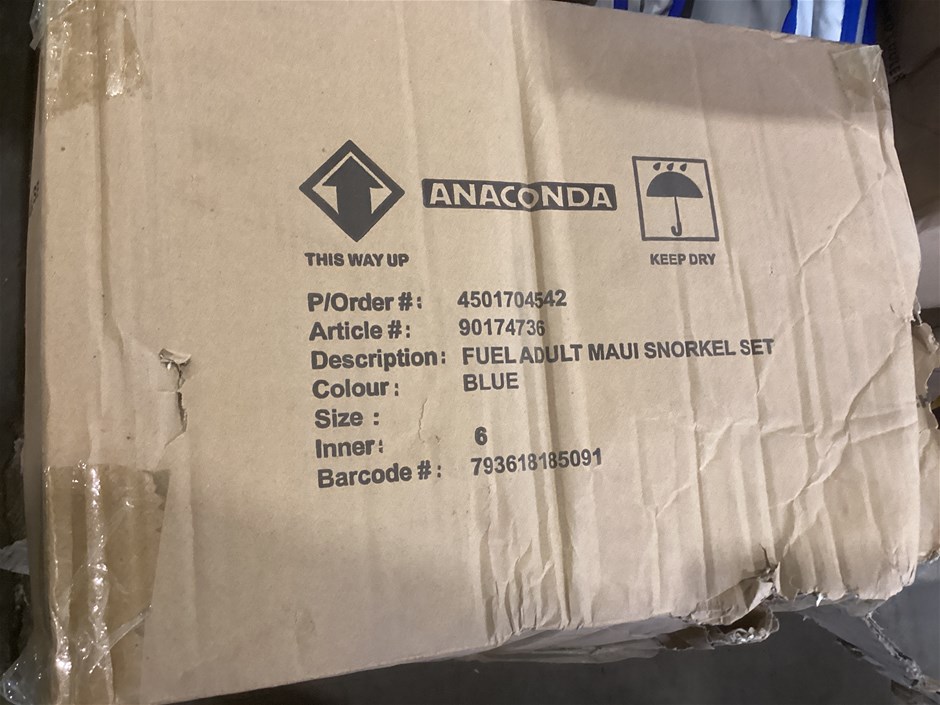 ANACONDA
THIS WAY UP
KEEP DRY
P/Order #: 4501704542
Article #: 90174736
Description: FUEL ADULT MAUI SNORKEL SET
Colour: BLUE
Size :
Inner: 6
Barcode #: 793618185091